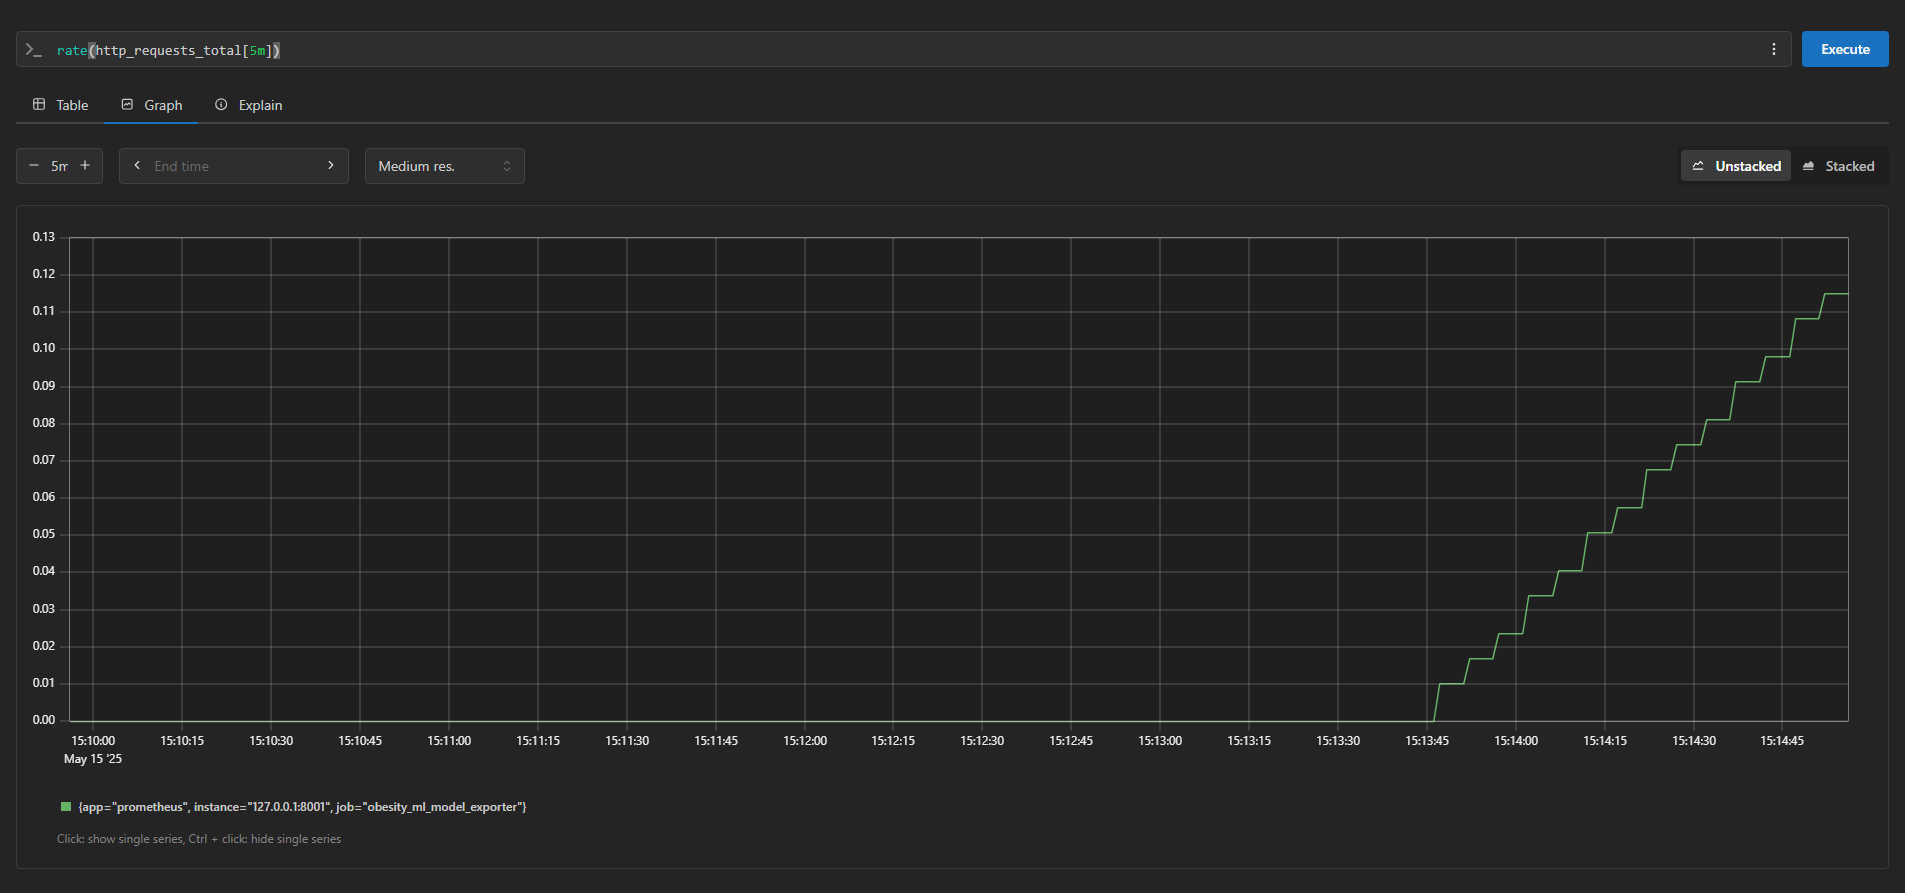 >_ rate(http_requests_total[5m])
Execute
Table Graph Explain
5m End time Medium res. Unstacked Stacked
0.13
0.12
0.11
0.10
0.09
0.08
0.07
0.06
0.05
0.04
0.03
0.02
0.01
0.00
15:10:00 15:10:15 15:10:30 15:10:45 15:11:00 15:11:15 15:11:30 15:11:45 15:12:00 15:12:15 15:12:30 15:12:45 15:13:00 15:13:15 15:13:30 15:13:45 15:14:00 15:14:15 15:14:30 15:14:45
May 15 '25
{app="prometheus", instance="127.0.0.1:8001", job="obesity_ml_model_exporter"}
Click: show single series, Ctrl + click: hide single series